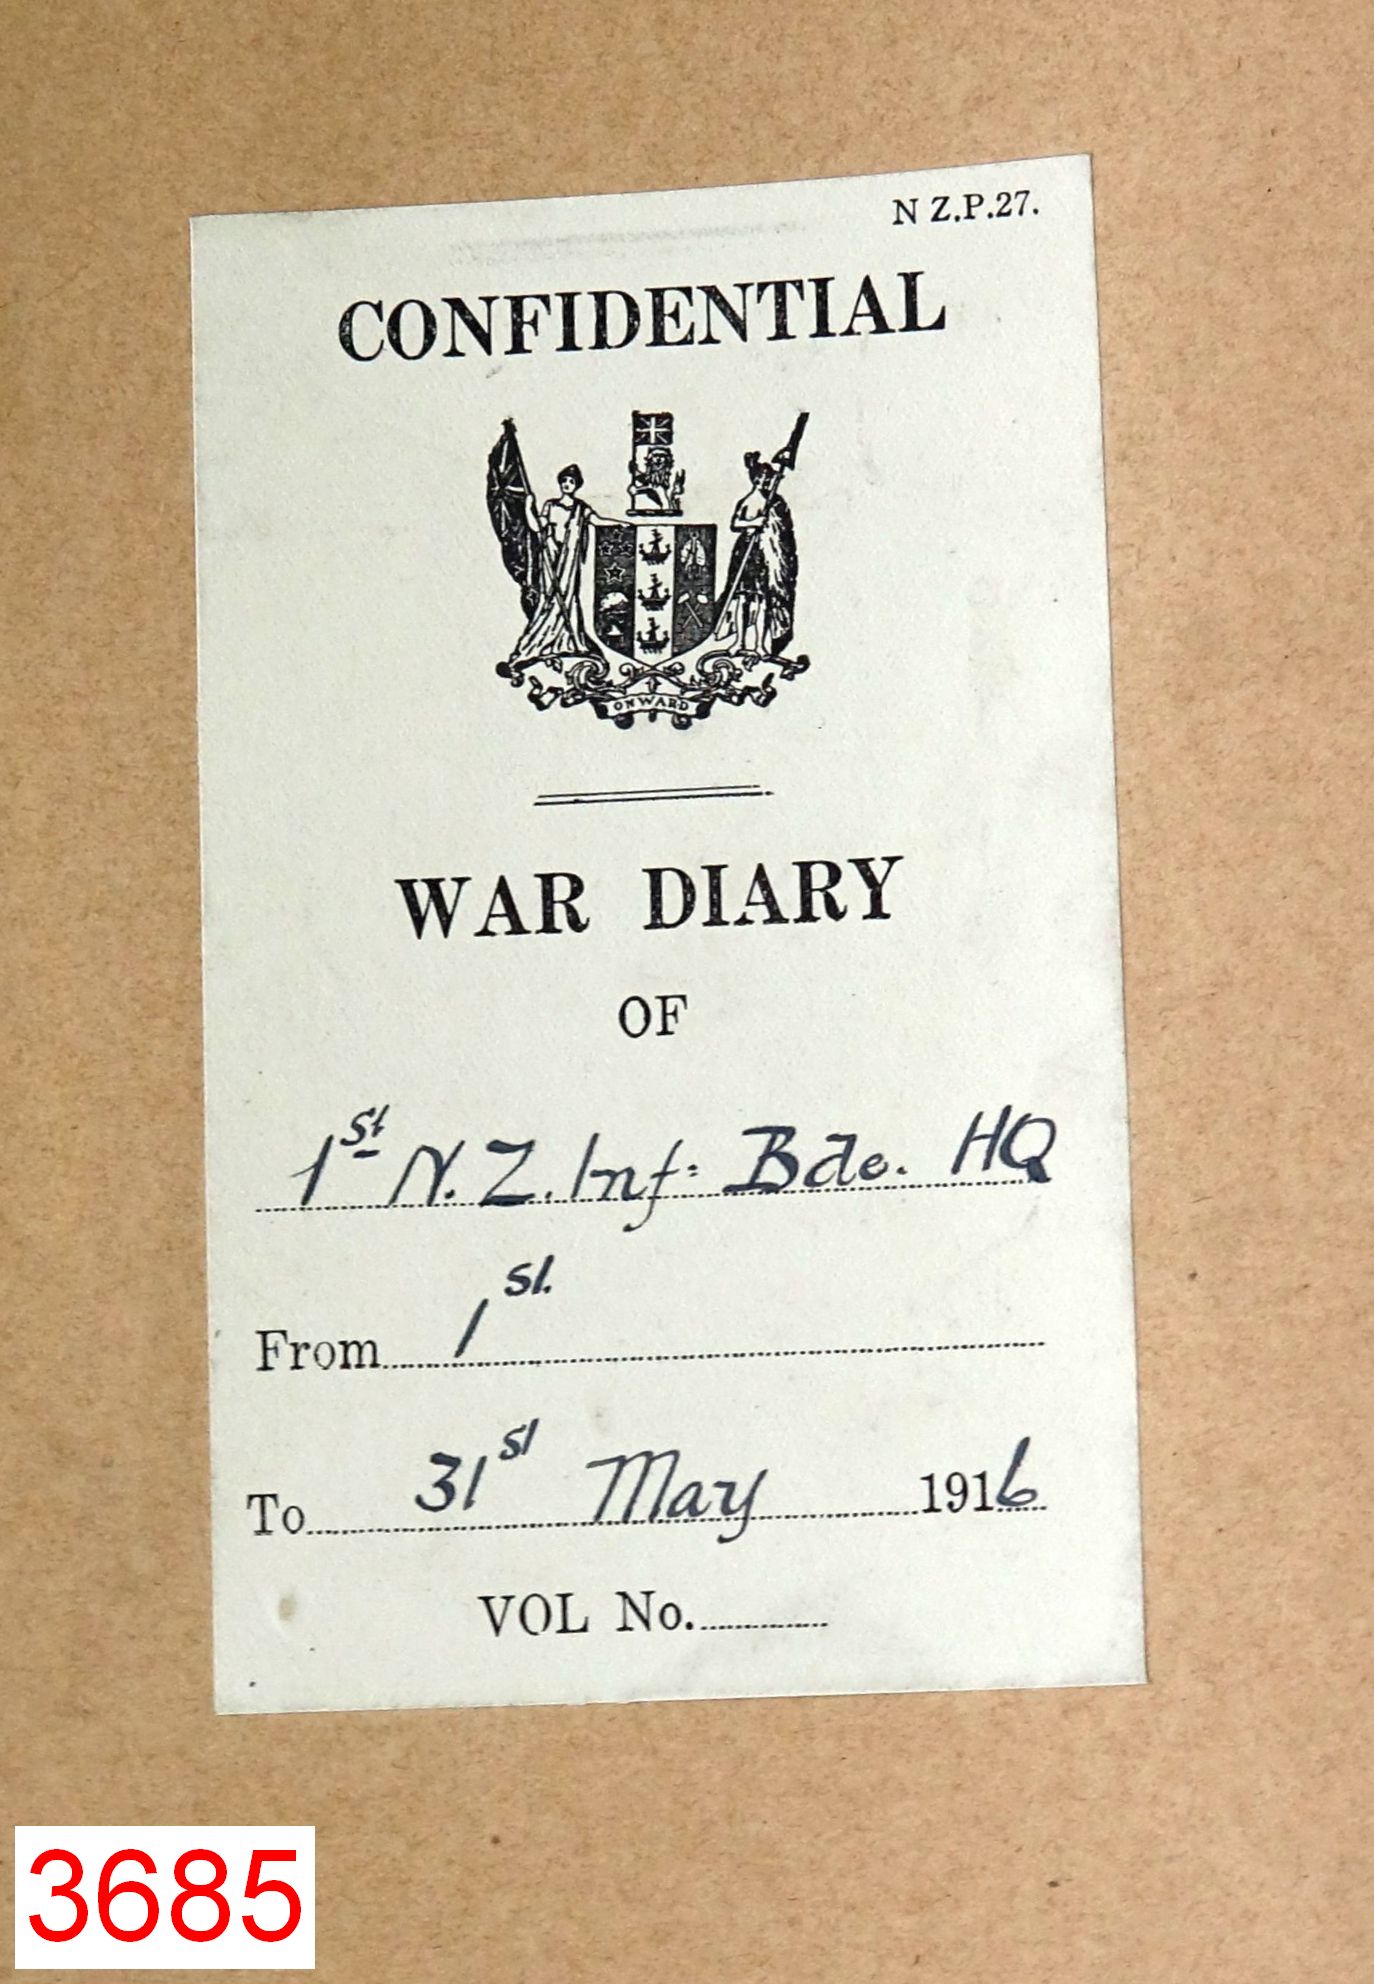 N Z.P.27.
CONFIDENTIAL
ONWARD
WAR DIARY
OF
1st N.Z. Inf: Bde. HQ
From 1st.
To 31st May 1916
VOL No.
3685